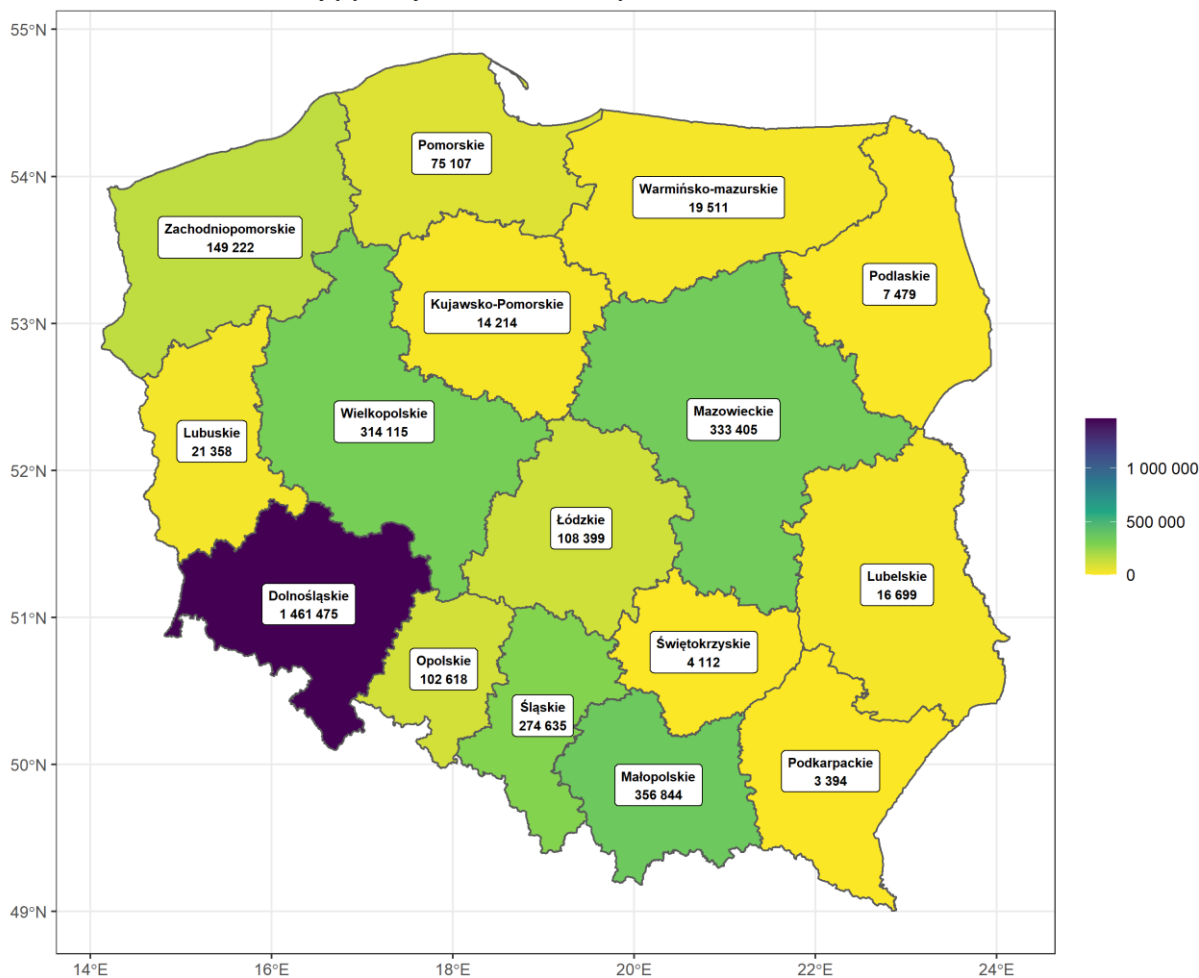 55°N
54°N
53°N
52°N
51°N
50°N
49°N
Pomorskie
75 107
Warmińsko-mazurskie
19 511
Zachodniopomorskie
149 222
Podlaskie
7 479
Kujawsko-Pomorskie
14 214
Wielkopolskie
314 115
Mazowieckie
333 405
Lubuskie
21 358
Łódzkie
108 399
Lubelskie
16 699
Dolnośląskie
1 461 475
Świętokrzyskie
4 112
Opolskie
102 618
Śląskie
274 635
Małopolskie
356 844
Podkarpackie
3 394
1 000 000
500 000
0
14°E
16°E
18°E
20°E
22°E
24°E